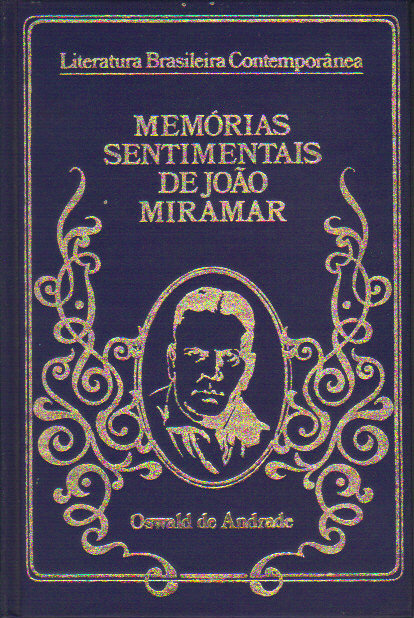 Literatura Brasileira Contemporânea
MEMÓRIAS
SENTIMENTAIS
DE JOÃO
MIRAMAR
Oswald de Andrade